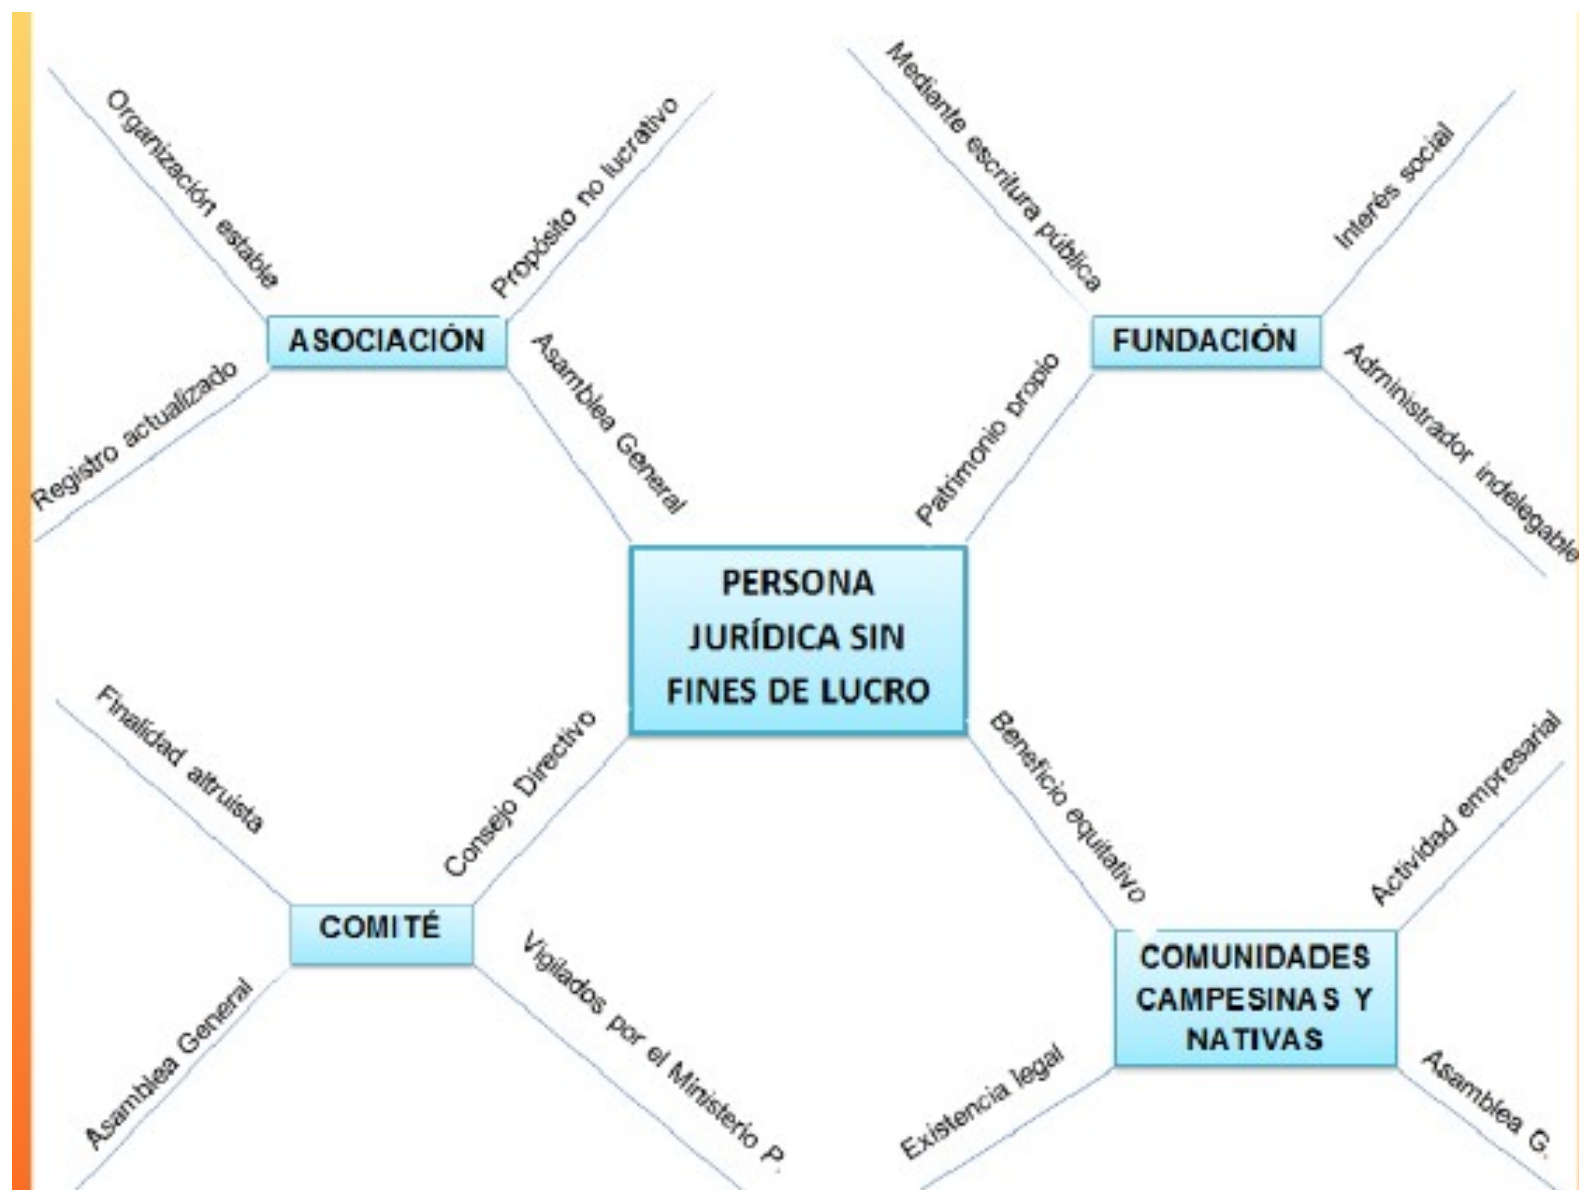 Organización estable
Propósito no lucrativo
ASOCIACIÓN
Registro actualizado
Asamblea General
Mediante escritura pública
Interés social
FUNDACIÓN
Patrimonio propio
Administrador indelegable
PERSONA
JURÍDICA SIN
FINES DE LUCRO
Finalidad altruista
Consejo Directivo
COMITÉ
Asamblea General
Vigilados por el Ministerio P.
Beneficio equitativo
Actividad empresarial
COMUNIDADES
CAMPESINAS Y
NATIVAS
Existencia legal
Asamblea G.